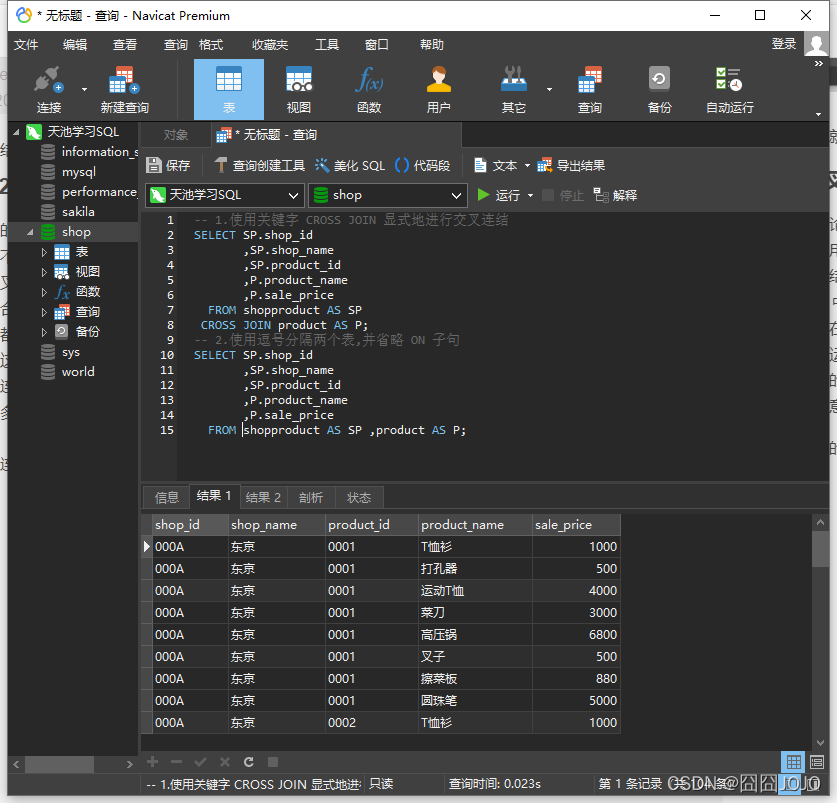 * 无标题 - 查询 - Navicat Premium
文件 编辑 查看 查询 格式 收藏夹 工具 窗口 帮助 登录
连接 新建查询 表 视图 函数 用户 其它 查询 备份 自动运行
天池学习SQL
information_s
mysql
performance_
sakila
shop
表
视图
函数
查询
备份
sys
world
对象 * 无标题 - 查询
保存 查询创建工具 美化 SQL 代码段 文本 导出结果
天池学习SQL shop 运行 停止 解释
1 -- 1.使用关键字 CROSS JOIN 显式地进行交叉连结
2 SELECT SP.shop_id
3 ,SP.shop_name
4 ,SP.product_id
5 ,P.product_name
6 ,P.sale_price
7 FROM shopproduct AS SP
8 CROSS JOIN product AS P;
9 -- 2.使用逗号分隔两个表,并省略 ON 子句
10 SELECT SP.shop_id
11 ,SP.shop_name
12 ,SP.product_id
13 ,P.product_name
14 ,P.sale_price
15 FROM shopproduct AS SP ,product AS P;
信息 结果 1 结果 2 剖析 状态
shop_id shop_name product_id product_name sale_price
000A 东京 0001 T恤衫 1000
000A 东京 0001 打孔器 500
000A 东京 0001 运动T恤 4000
000A 东京 0001 菜刀 3000
000A 东京 0001 高压锅 6800
000A 东京 0001 叉子 500
000A 东京 0001 擦菜板 880
000A 东京 0001 圆珠笔 5000
000A 东京 0002 T恤衫 1000
-- 1.使用关键字 CROSS JOIN 显式地进 只读 查询时间: 0.023s 第 1 条记录
CSDN @囧囧JOJO